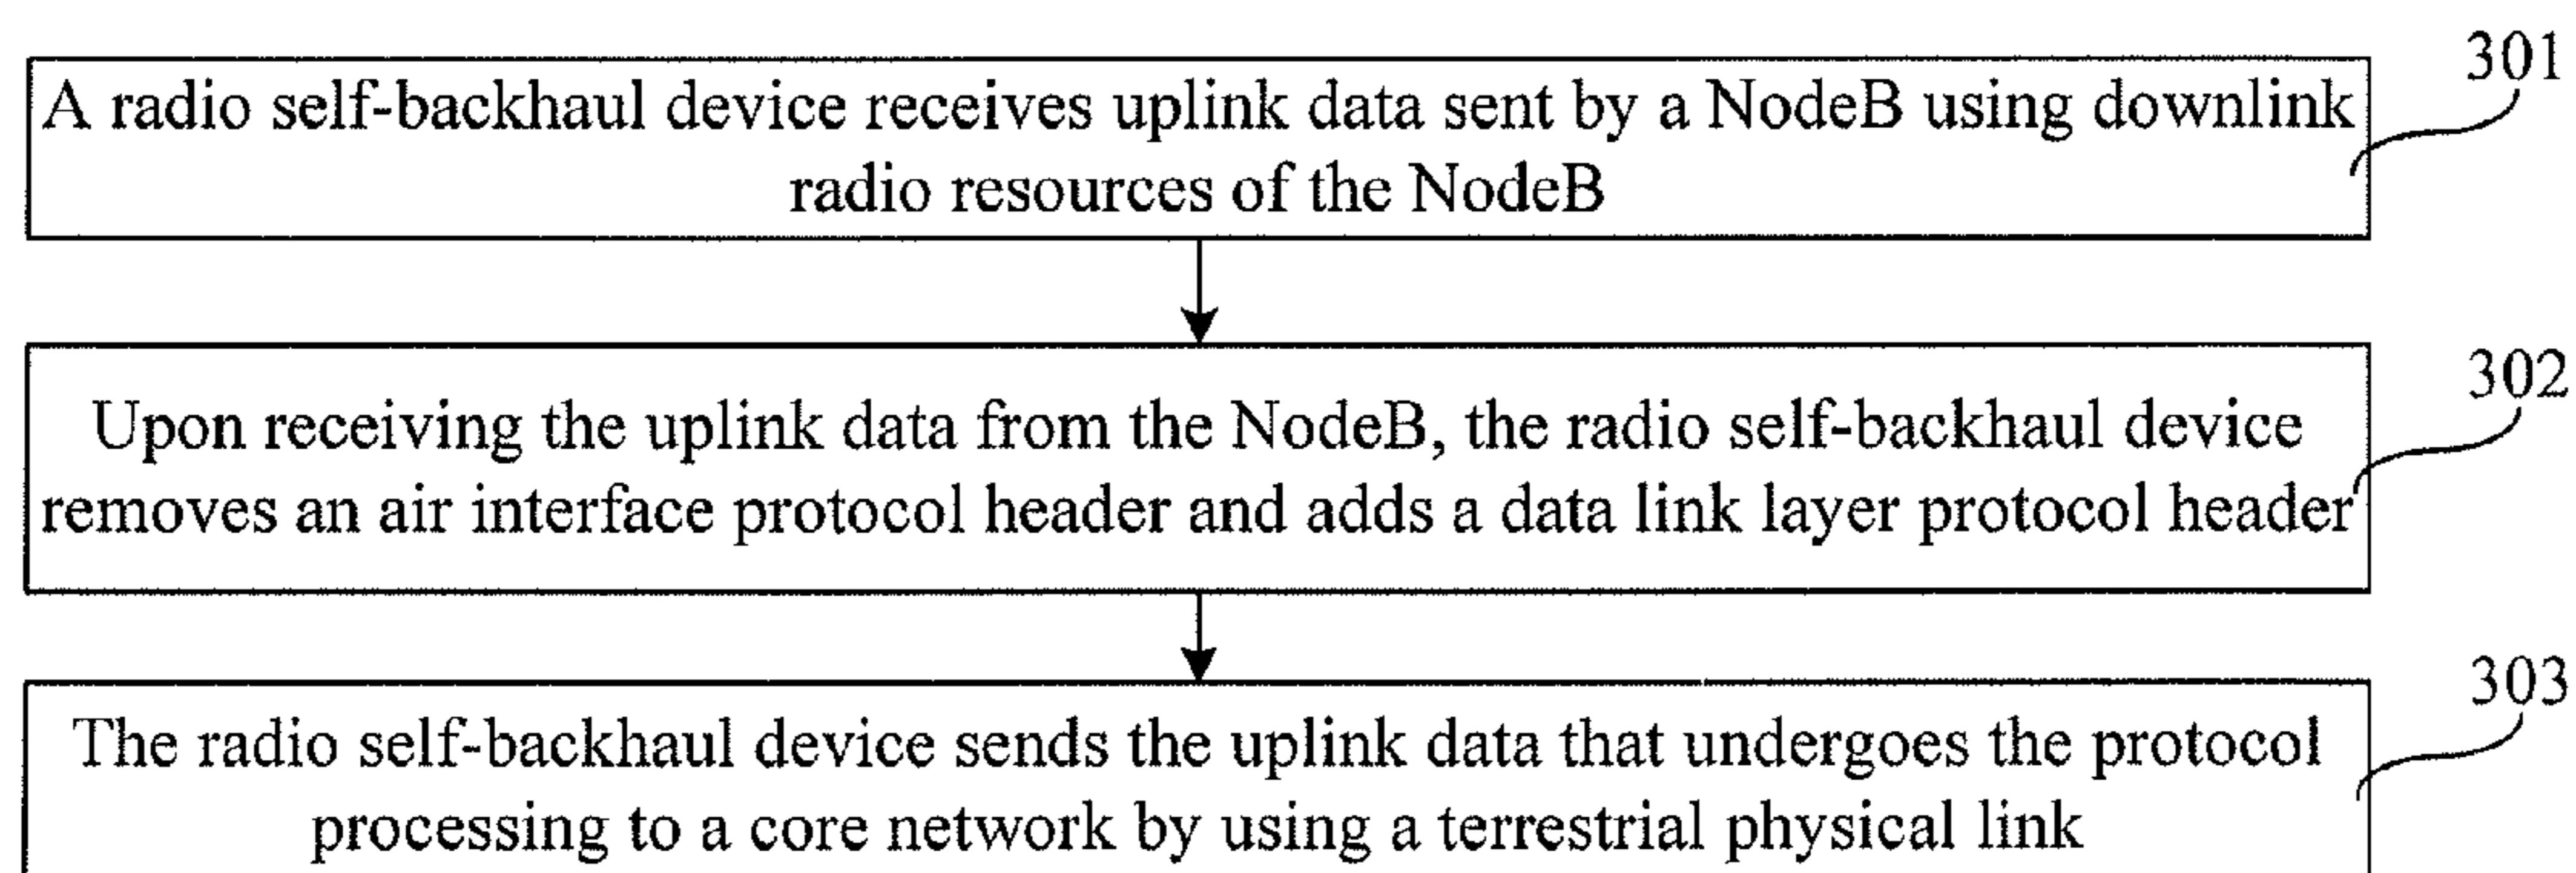 301
A radio self-backhaul device receives uplink data sent by a NodeB using downlink
radio resources of the NodeB
302
Upon receiving the uplink data from the NodeB, the radio self-backhaul device
removes an air interface protocol header and adds a data link layer protocol header
303
The radio self-backhaul device sends the uplink data that undergoes the protocol
processing to a core network by using a terrestrial physical link